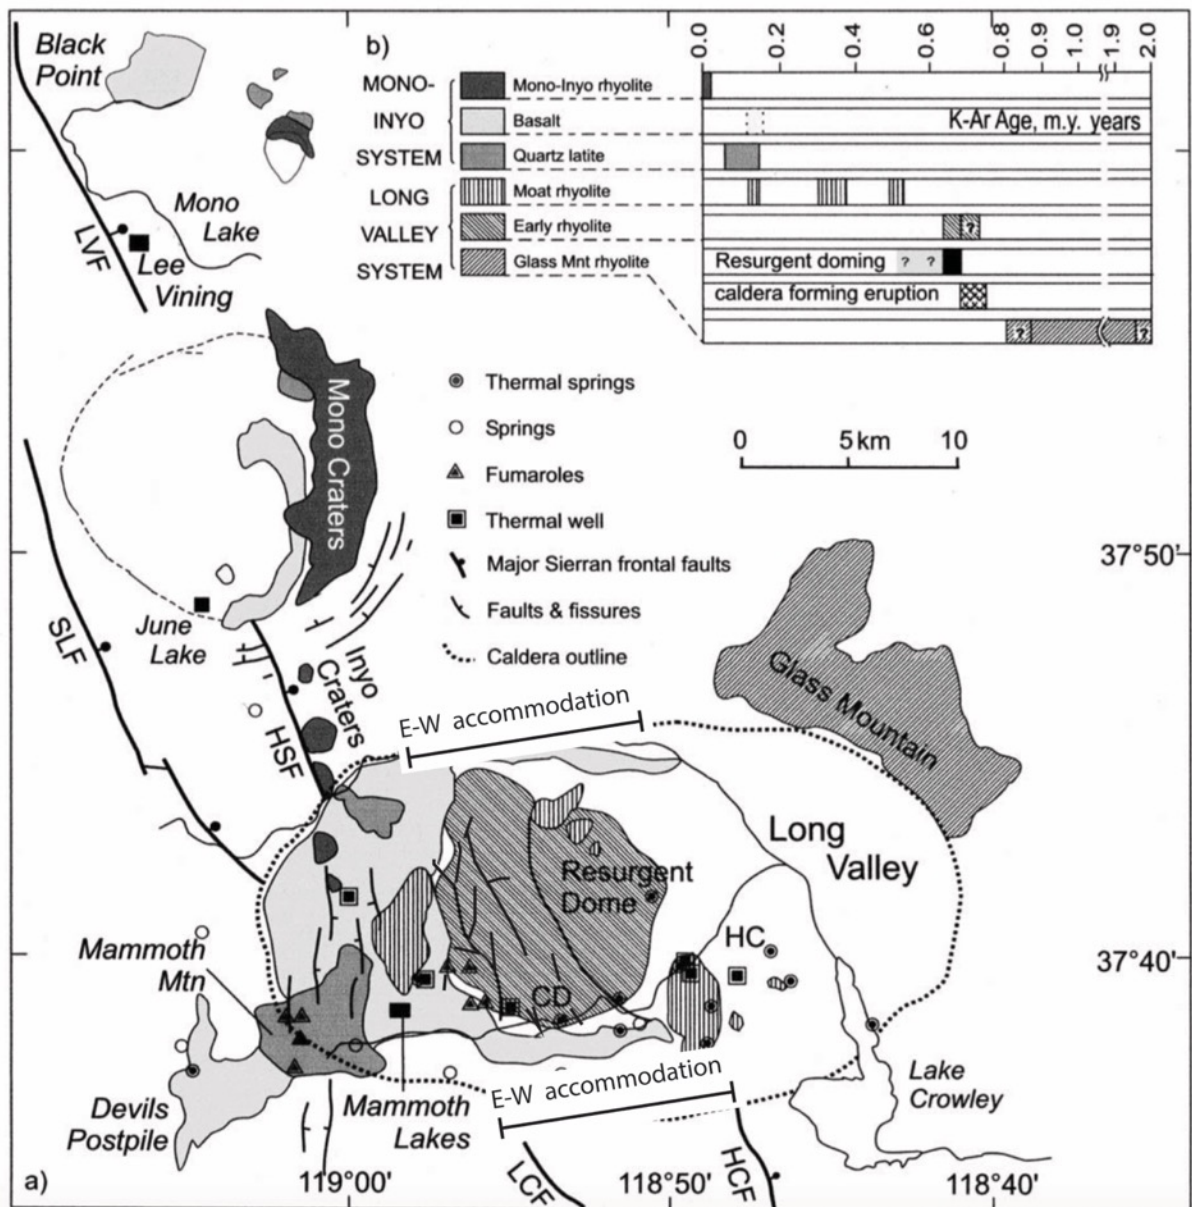 Black
Point
Mono
Lake
LVF
Lee
Vining
b)
MONO-
INYO
SYSTEM
LONG
VALLEY
SYSTEM
Mono-Inyo rhyolite
Basalt
Quartz latite
Moat rhyolite
Early rhyolite
Glass Mnt rhyolite
0.0 0.2 0.4 0.6 0.8 0.9 1.0 1.9 2.0
K-Ar Age, m.y. years
?
Resurgent doming ? ?
caldera forming eruption
? ?
Thermal springs
Springs
Fumaroles
Thermal well
Major Sierran frontal faults
Faults & fissures
Caldera outline
0 5 km 10
Mono Craters
June
Lake
SLF
HSF
Inyo
Craters
E-W accommodation
Glass Mountain
37°50'
Long
Valley
Resurgent
Dome
HC
CD
37°40'
Mammoth
Mtn
Devils
Postpile
Mammoth
Lakes
E-W accommodation
Lake
Crowley
LCF
HCF
a)
119°00' 118°50' 118°40'